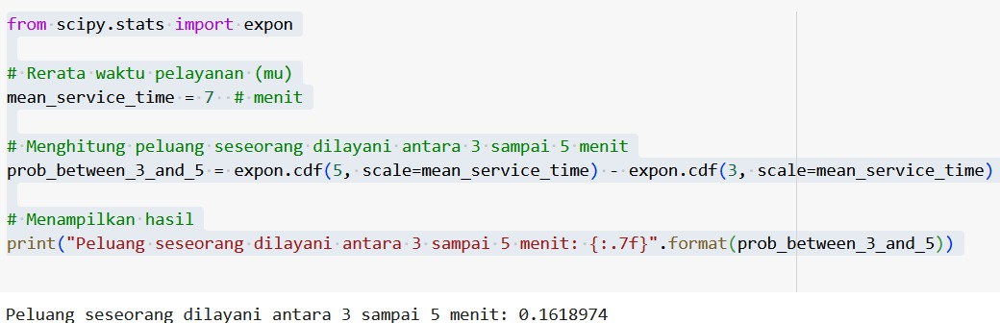 from scipy.stats import expon
# Rerata waktu pelayanan (mu)
mean_service_time = 7  # menit
# Menghitung peluang seseorang dilayani antara 3 sampai 5 menit
prob_between_3_and_5 = expon.cdf(5, scale=mean_service_time) - expon.cdf(3, scale=mean_service_time)
# Menampilkan hasil
print("Peluang seseorang dilayani antara 3 sampai 5 menit: {:.7f}".format(prob_between_3_and_5))
Peluang seseorang dilayani antara 3 sampai 5 menit: 0.1618974